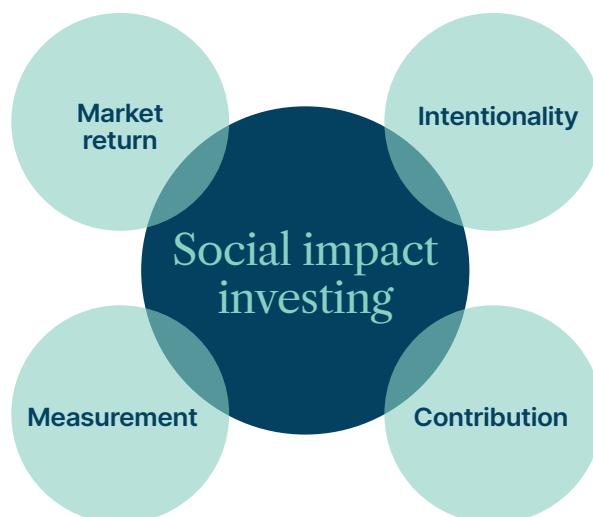 Market
return
Intentionality
Social impact
investing
Measurement
Contribution